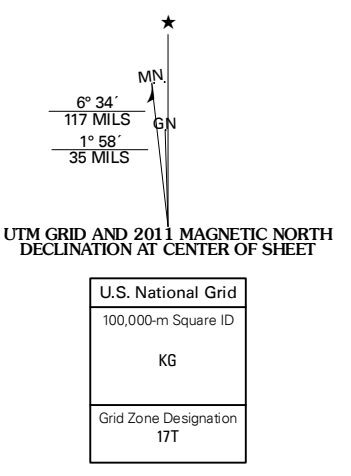 MN.
6° 34´
117 MILS
GN
1° 58´
35 MILS
UTM GRID AND 2011 MAGNETIC NORTH
DECLINATION AT CENTER OF SHEET
U.S. National Grid
100,000-m Square ID
KG
Grid Zone Designation
17T